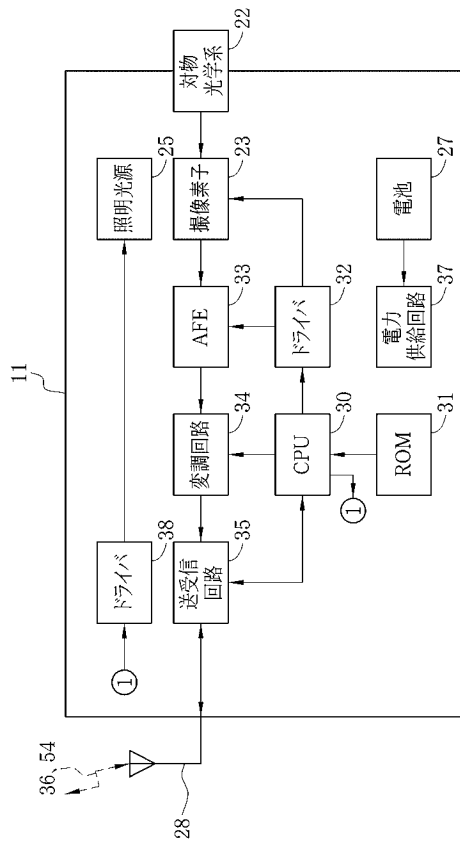 11
36, 54
28
①
ドライバ
38
照明光源
25
対物
光学系
22
送受信
回路
35
変調回路
34
AFE
33
撮像素子
23
CPU
30
①
ドライバ
32
ROM
31
電力
供給回路
37
電池
27